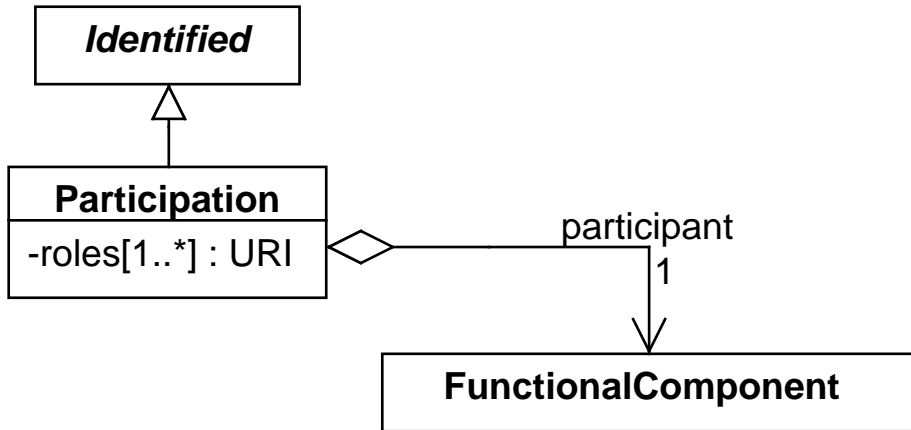 Identified
Participation
-roles[1..*] : URI
participant
1
FunctionalComponent